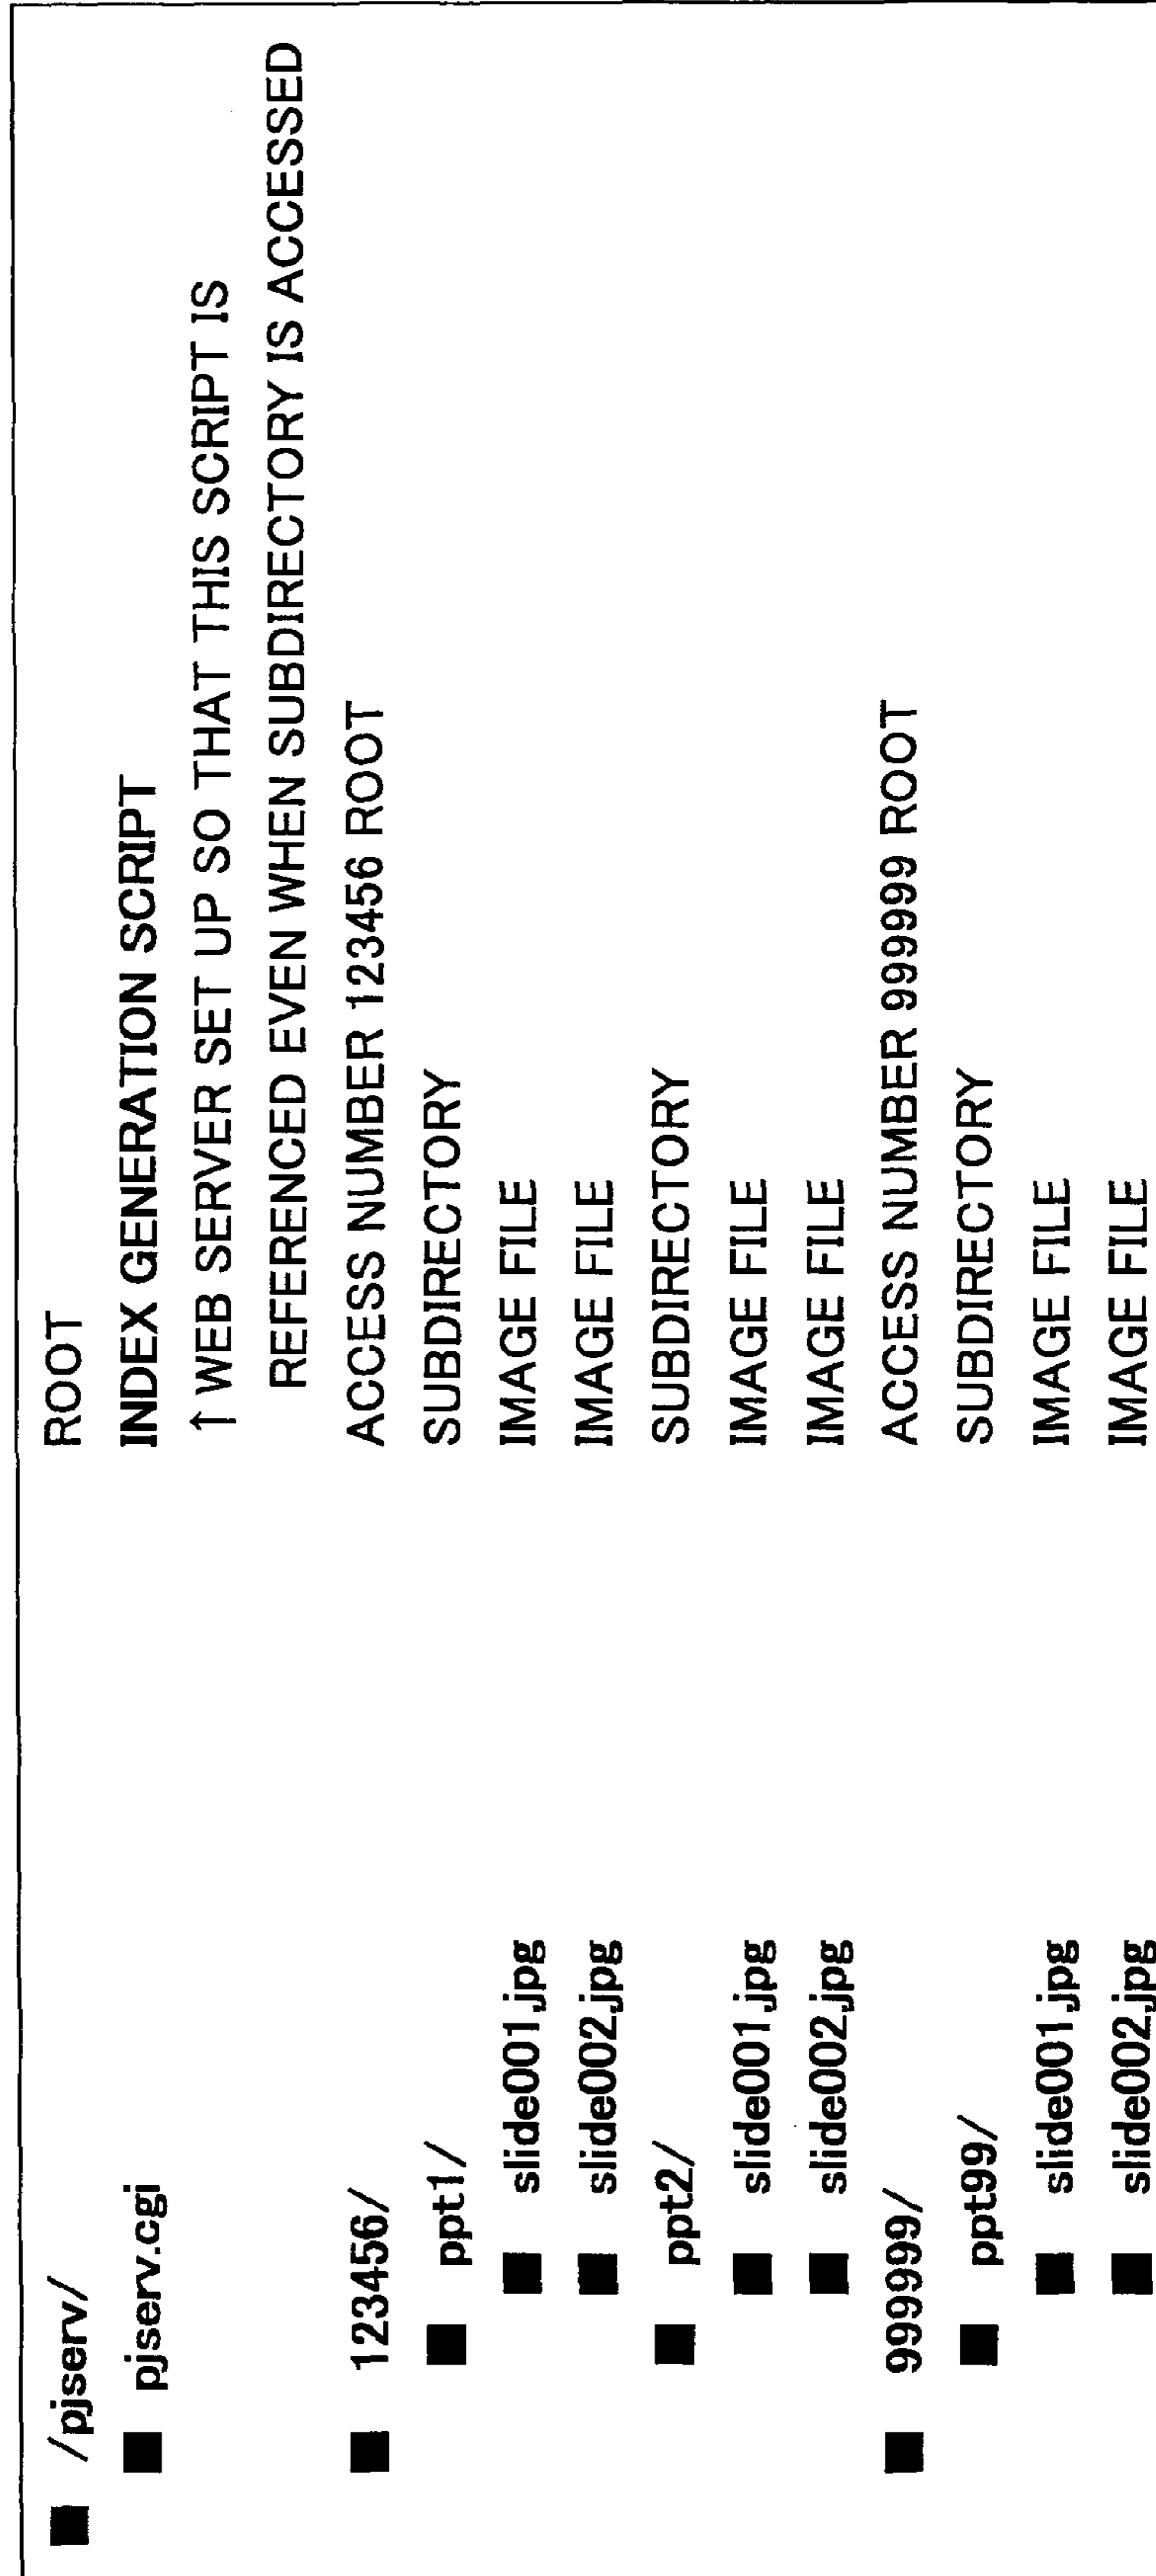 ■ /pjserv/ ROOT
■ pjserv.cgi INDEX GENERATION SCRIPT
↑ WEB SERVER SET UP SO THAT THIS SCRIPT IS
REFERENCED EVEN WHEN SUBDIRECTORY IS ACCESSED
■ 123456/ ACCESS NUMBER 123456 ROOT
■ ppt1/ SUBDIRECTORY
■ slide001.jpg IMAGE FILE
■ slide002.jpg IMAGE FILE
■ ppt2/ SUBDIRECTORY
■ slide001.jpg IMAGE FILE
■ slide002.jpg IMAGE FILE
■ 999999/ ACCESS NUMBER 999999 ROOT
■ ppt99/ SUBDIRECTORY
■ slide001.jpg IMAGE FILE
■ slide002.jpg IMAGE FILE